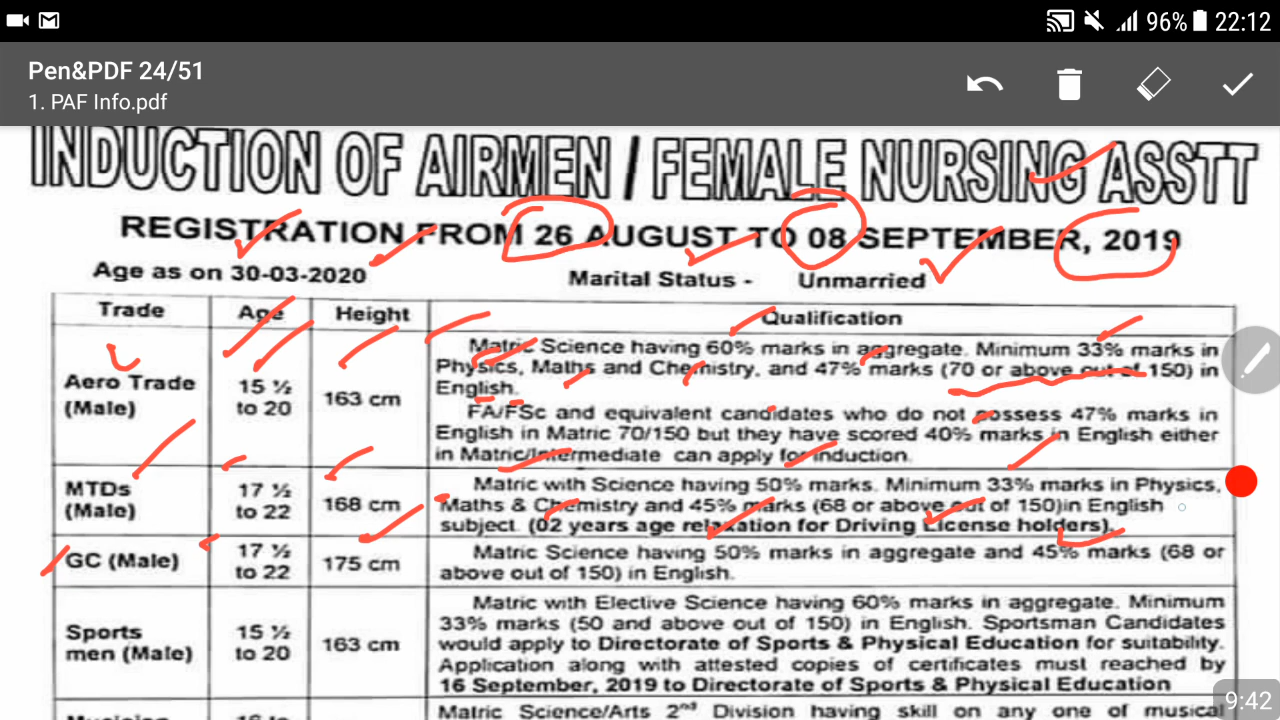 96% 22:12
Pen&PDF 24/51
1. PAF Info.pdf
INDUCTION OF AIRMEN / FEMALE NURSING ASSTT
REGISTRATION FROM 26 AUGUST TO 08 SEPTEMBER, 2019
Age as on 30-03-2020 Marital Status - Unmarried
Trade Age Height Qualification
Aero Trade
(Male)
15 ½
to 20
163 cm
Matric Science having 60% marks in aggregate. Minimum 33% marks in
Physics, Maths and Chemistry, and 47% marks (70 or above out of 150) in
English.
FA/FSc and equivalent candidates who do not possess 47% marks in
English in Matric 70/150 but they have scored 40% marks in English either
in Matric/Intermediate can apply for induction.
MTDs
(Male)
17 ½
to 22
168 cm
Matric with Science having 50% marks. Minimum 33% marks in Physics,
Maths & Chemistry and 45% marks (68 or above out of 150)in English
subject. (02 years age relaxation for Driving License holders).
GC (Male)
17 ½
to 22
175 cm
Matric Science having 50% marks in aggregate and 45% marks (68 or
above out of 150) in English.
Sports
men (Male)
15 ½
to 20
163 cm
Matric with Elective Science having 60% marks in aggregate. Minimum
33% marks (50 and above out of 150) in English. Sportsman Candidates
would apply to Directorate of Sports & Physical Education for suitability.
Application along with attested copies of certificates must reached by
16 September, 2019 to Directorate of Sports & Physical Education
Musician
16 to
Matric Science/Arts 2nd Division having skill on any one of musical
9:42